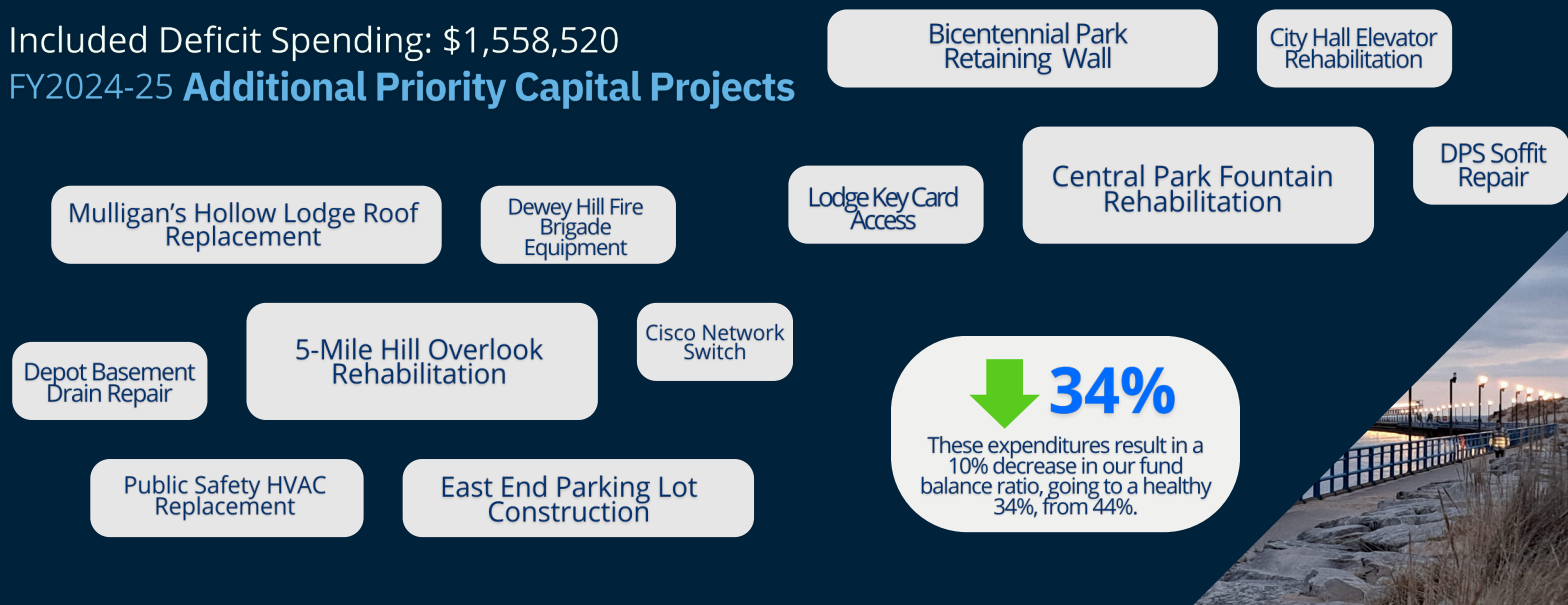 Included Deficit Spending: $1,558,520
FY2024-25 Additional Priority Capital Projects
Bicentennial Park
Retaining Wall
City Hall Elevator
Rehabilitation
Mulligan's Hollow Lodge Roof
Replacement
Dewey Hill Fire
Brigade
Equipment
Lodge Key Card
Access
Central Park Fountain
Rehabilitation
DPS Soffit
Repair
Depot Basement
Drain Repair
5-Mile Hill Overlook
Rehabilitation
Cisco Network
Switch
Public Safety HVAC
Replacement
East End Parking Lot
Construction
34%
These expenditures result in a
10% decrease in our fund
balance ratio, going to a healthy
34%, from 44%.